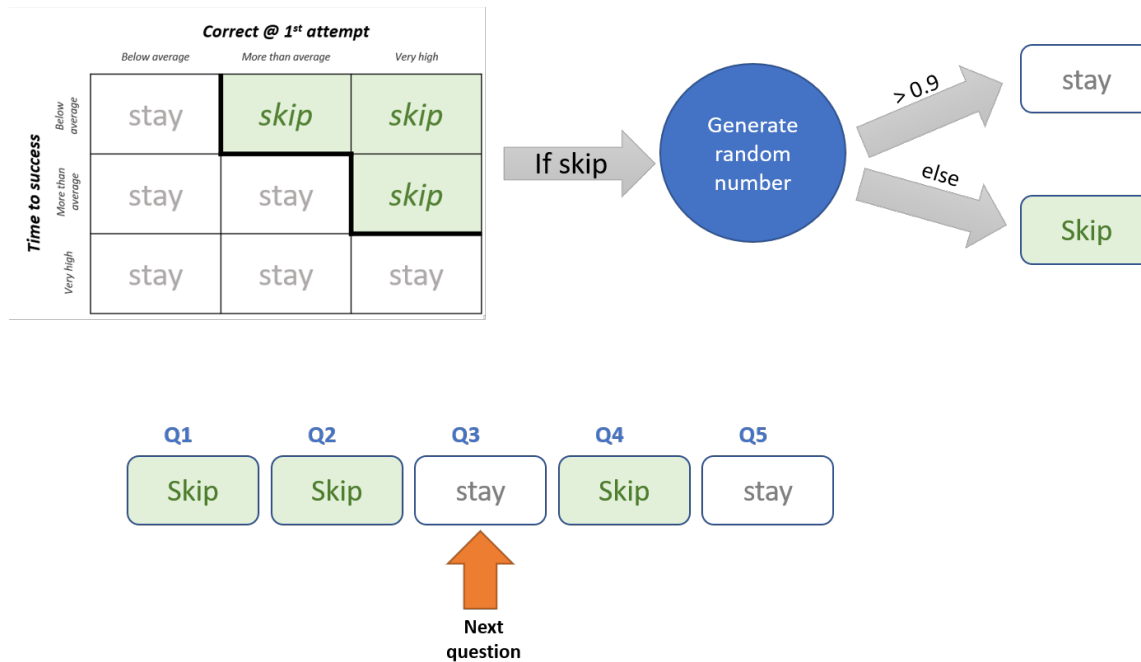 Correct @ 1st attempt
Below average
More than average
Very high
Time to success
Below
average
stay
skip
skip
More than
average
stay
stay
skip
Very high
stay
stay
stay
If skip
Generate
random
number
> 0.9
else
stay
Skip
Q1
Q2
Q3
Q4
Q5
Skip
Skip
stay
Skip
stay
Next
question